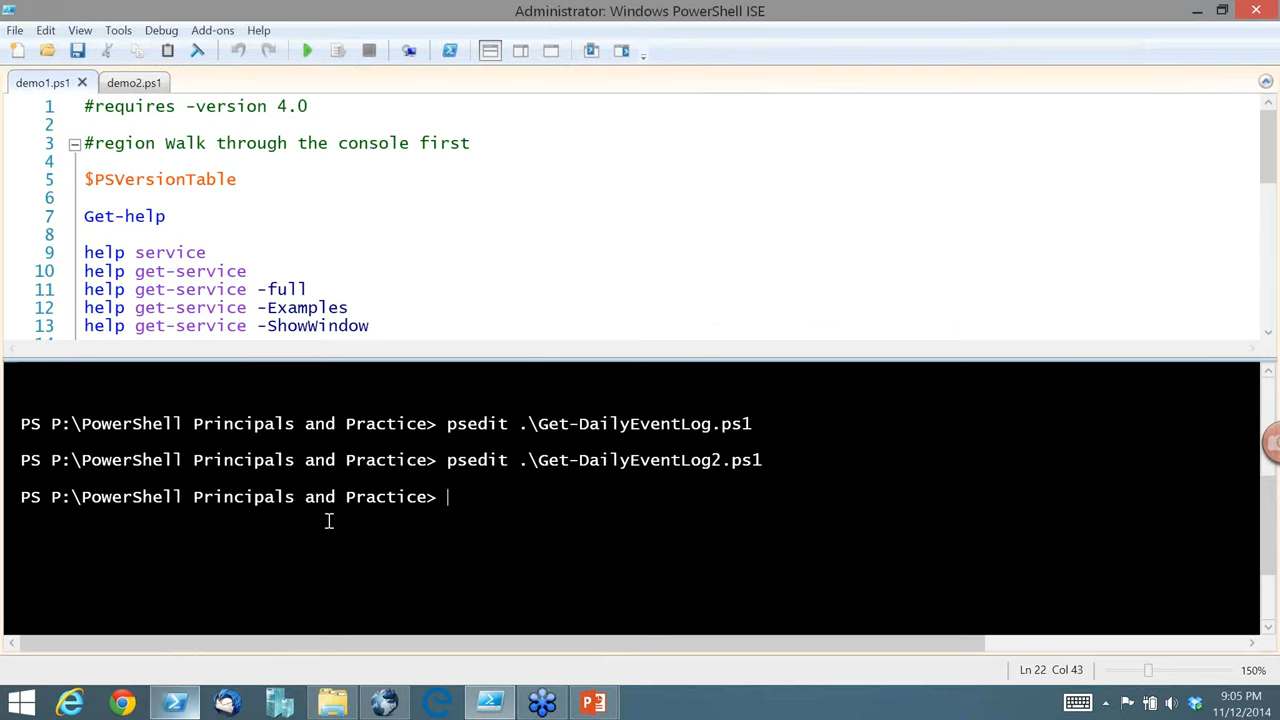 Administrator: Windows PowerShell ISE
File Edit View Tools Debug Add-ons Help
demo1.ps1 demo2.ps1
1 #requires -version 4.0
2
3 #region Walk through the console first
4
5 $PSVersionTable
6
7 Get-help
8
9 help service
10 help get-service
11 help get-service -full
12 help get-service -Examples
13 help get-service -ShowWindow
PS P:\PowerShell Principals and Practice> psedit .\Get-DailyEventLog.ps1
PS P:\PowerShell Principals and Practice> psedit .\Get-DailyEventLog2.ps1
PS P:\PowerShell Principals and Practice>
Ln 22 Col 43 150%
9:05 PM
11/12/2014